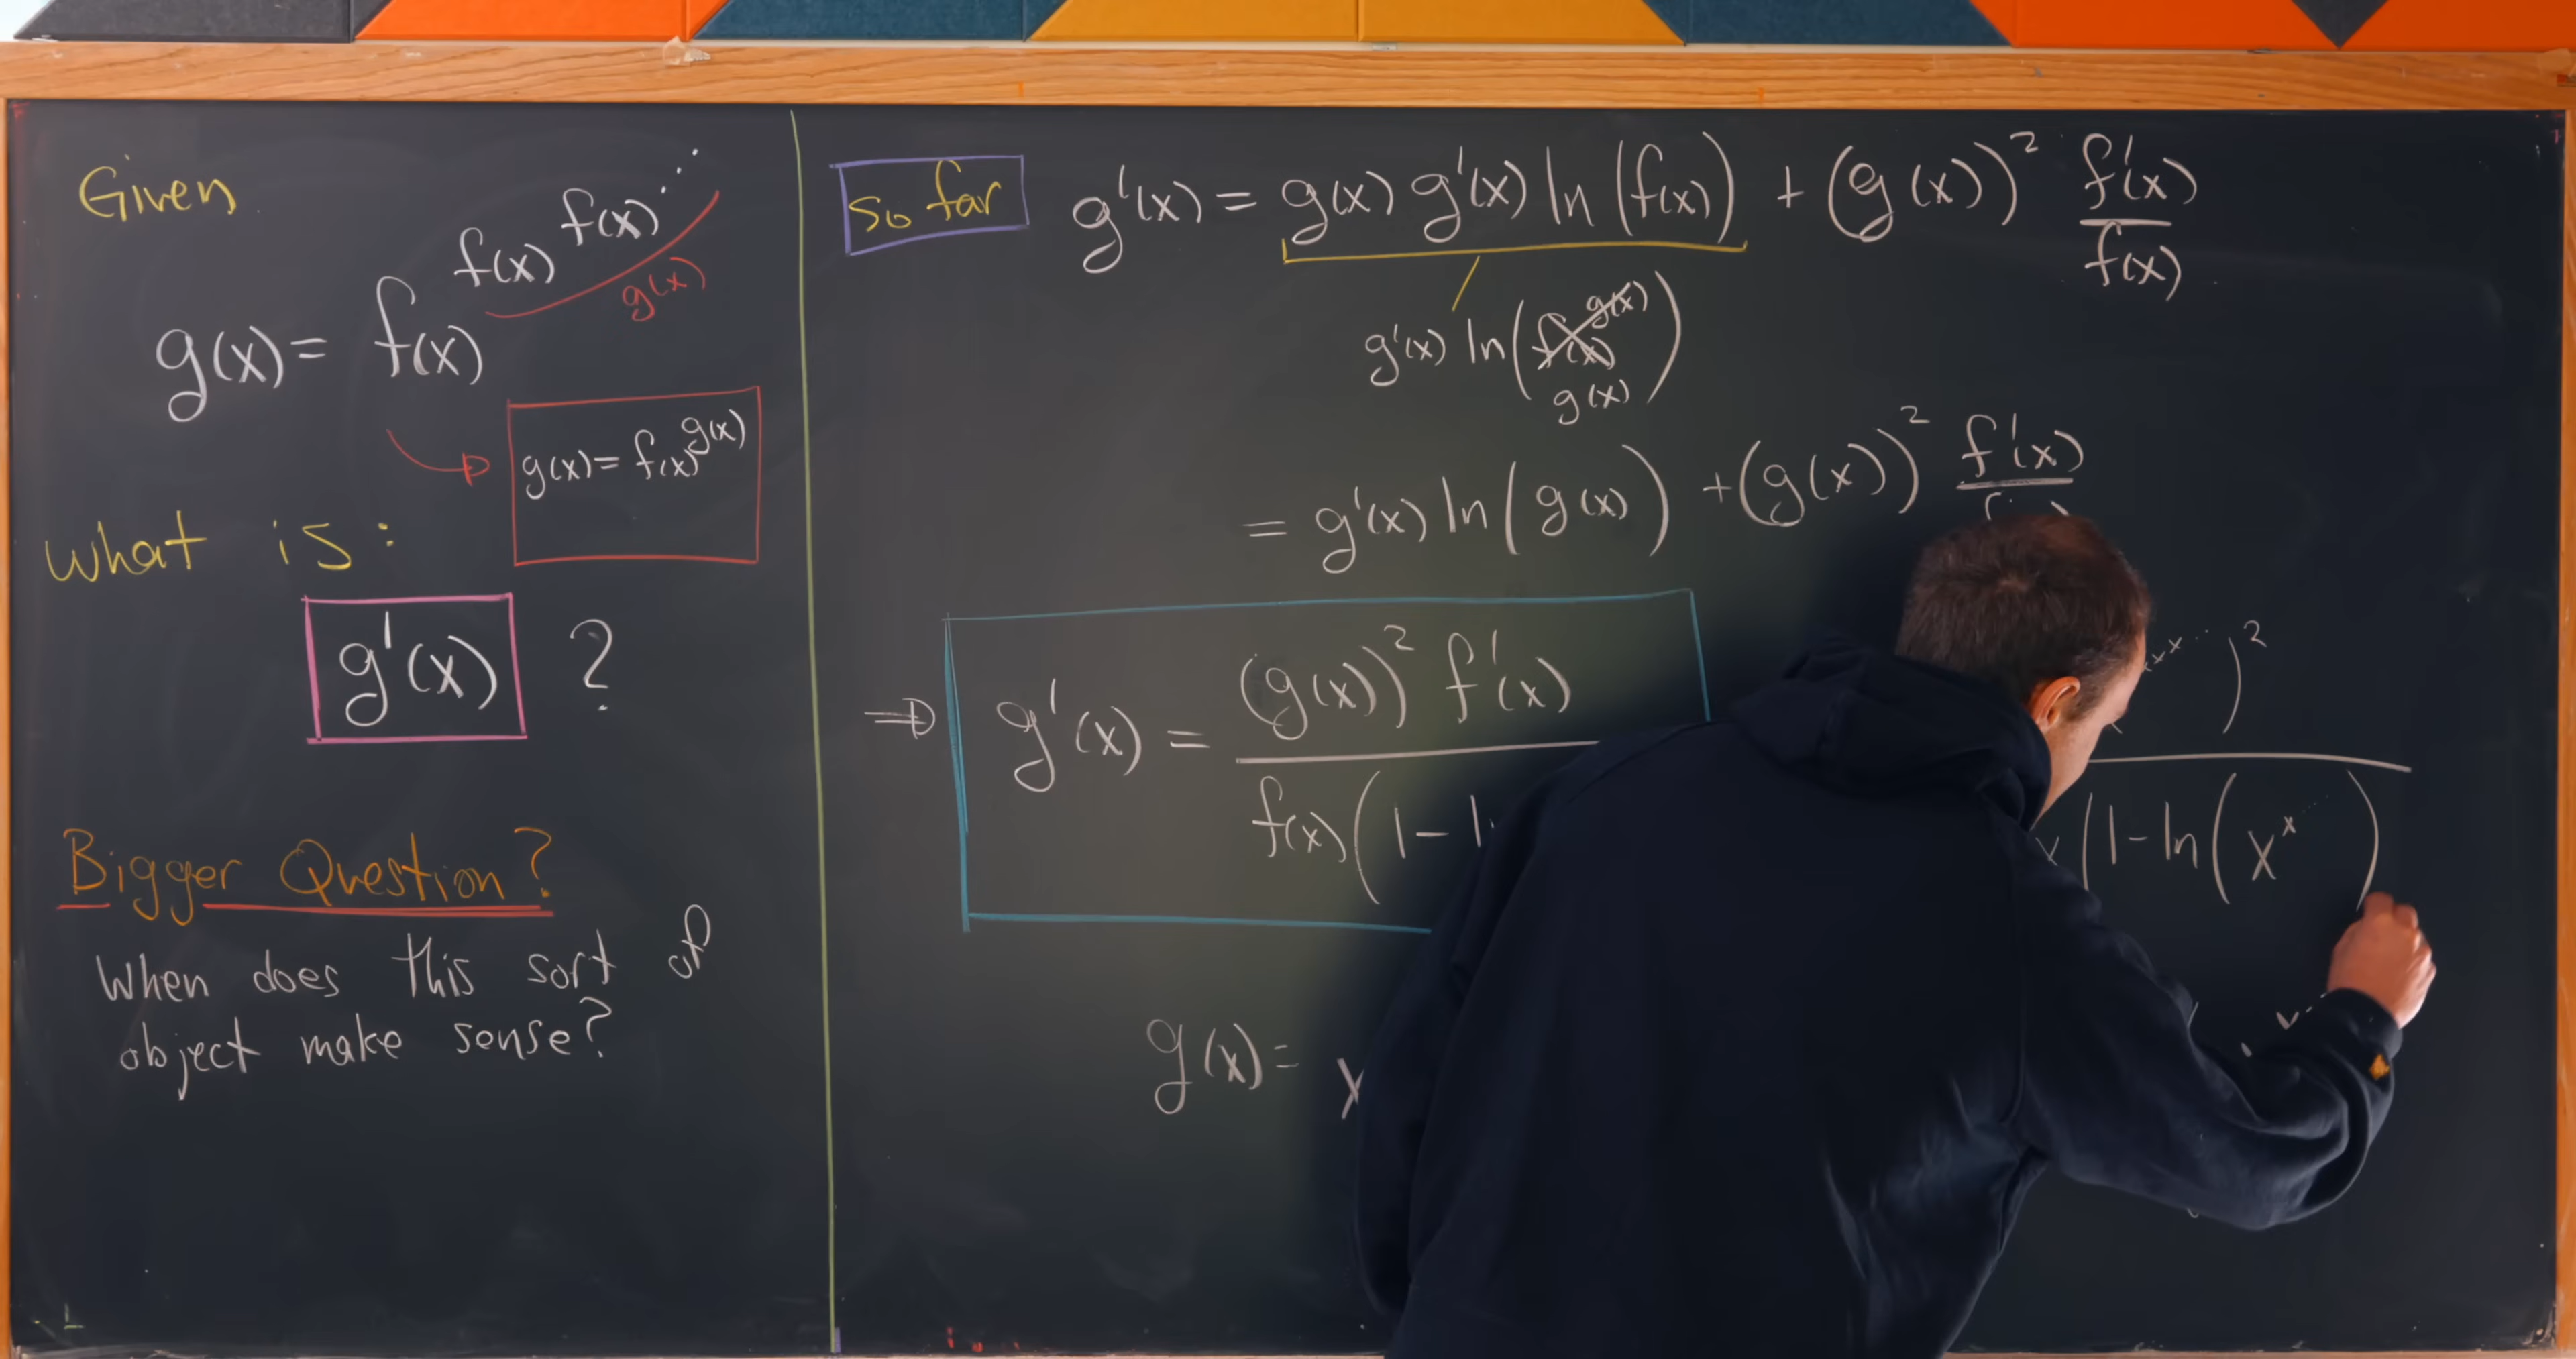 Given
g(x) = f(x)^f(x)^f(x)^⋰
g(x)
g(x) = f(x)^g(x)
What is:
g'(x) ?
Bigger Question?
When does this sort of
object make sense?
So far g'(x) = g(x) g'(x) ln(f(x)) + (g(x))² f'(x)/f(x)
g'(x) ln(f(x)^g(x))
g(x)
= g'(x) ln(g(x)) + (g(x))² f'(x)
⇒ g'(x) = (g(x))² f'(x)
f(x)(1 -
)²
x(1 - ln(x^x^⋰)
g(x) = x